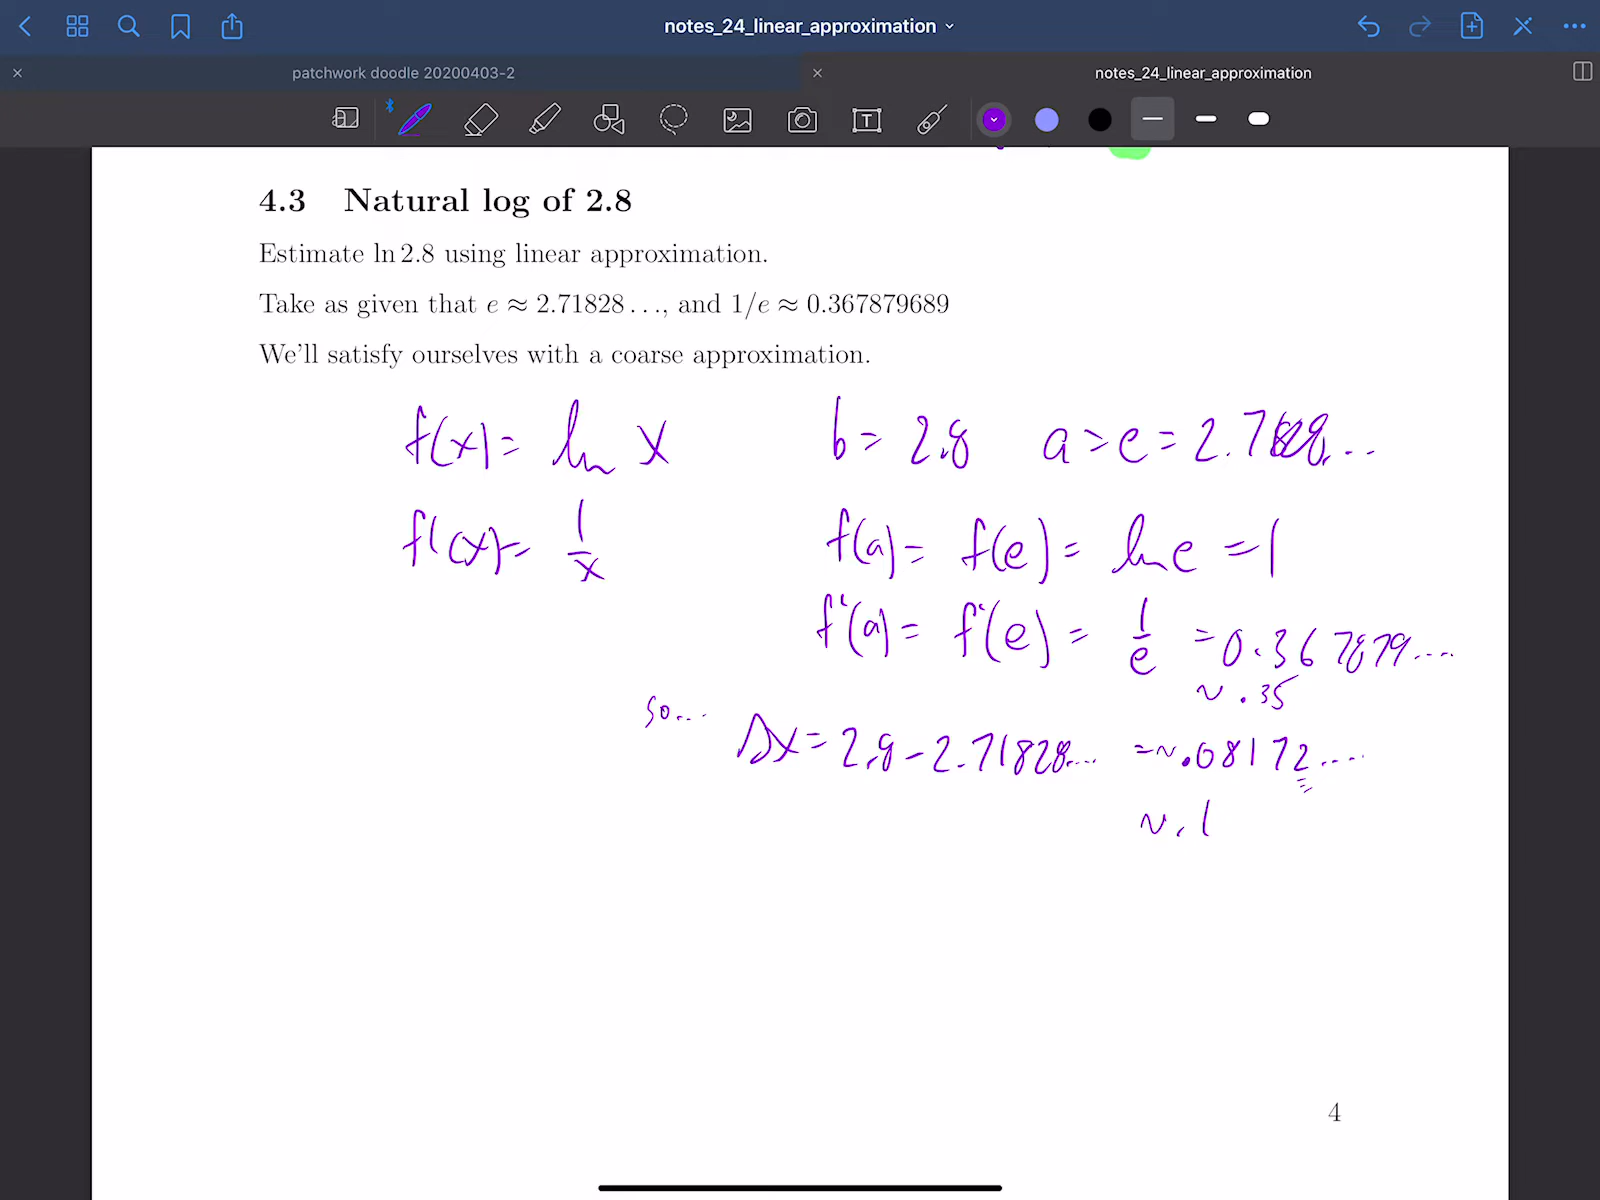 notes_24_linear_approximation
patchwork doodle 20200403-2
notes_24_linear_approximation
4.3 Natural log of 2.8
Estimate ln 2.8 using linear approximation.
Take as given that e ≈ 2.71828 . . ., and 1/e ≈ 0.367879689
We'll satisfy ourselves with a coarse approximation.
f(x) = ln x
b = 2.8 a = e = 2.7828...
f'(x) = 1/x
f(a) = f(e) = ln e = 1
f'(a) = f'(e) = 1/e = 0.367879....
~ .35
so...
Δx = 2.8 - 2.71828... =~ .08172....
~ .1
4